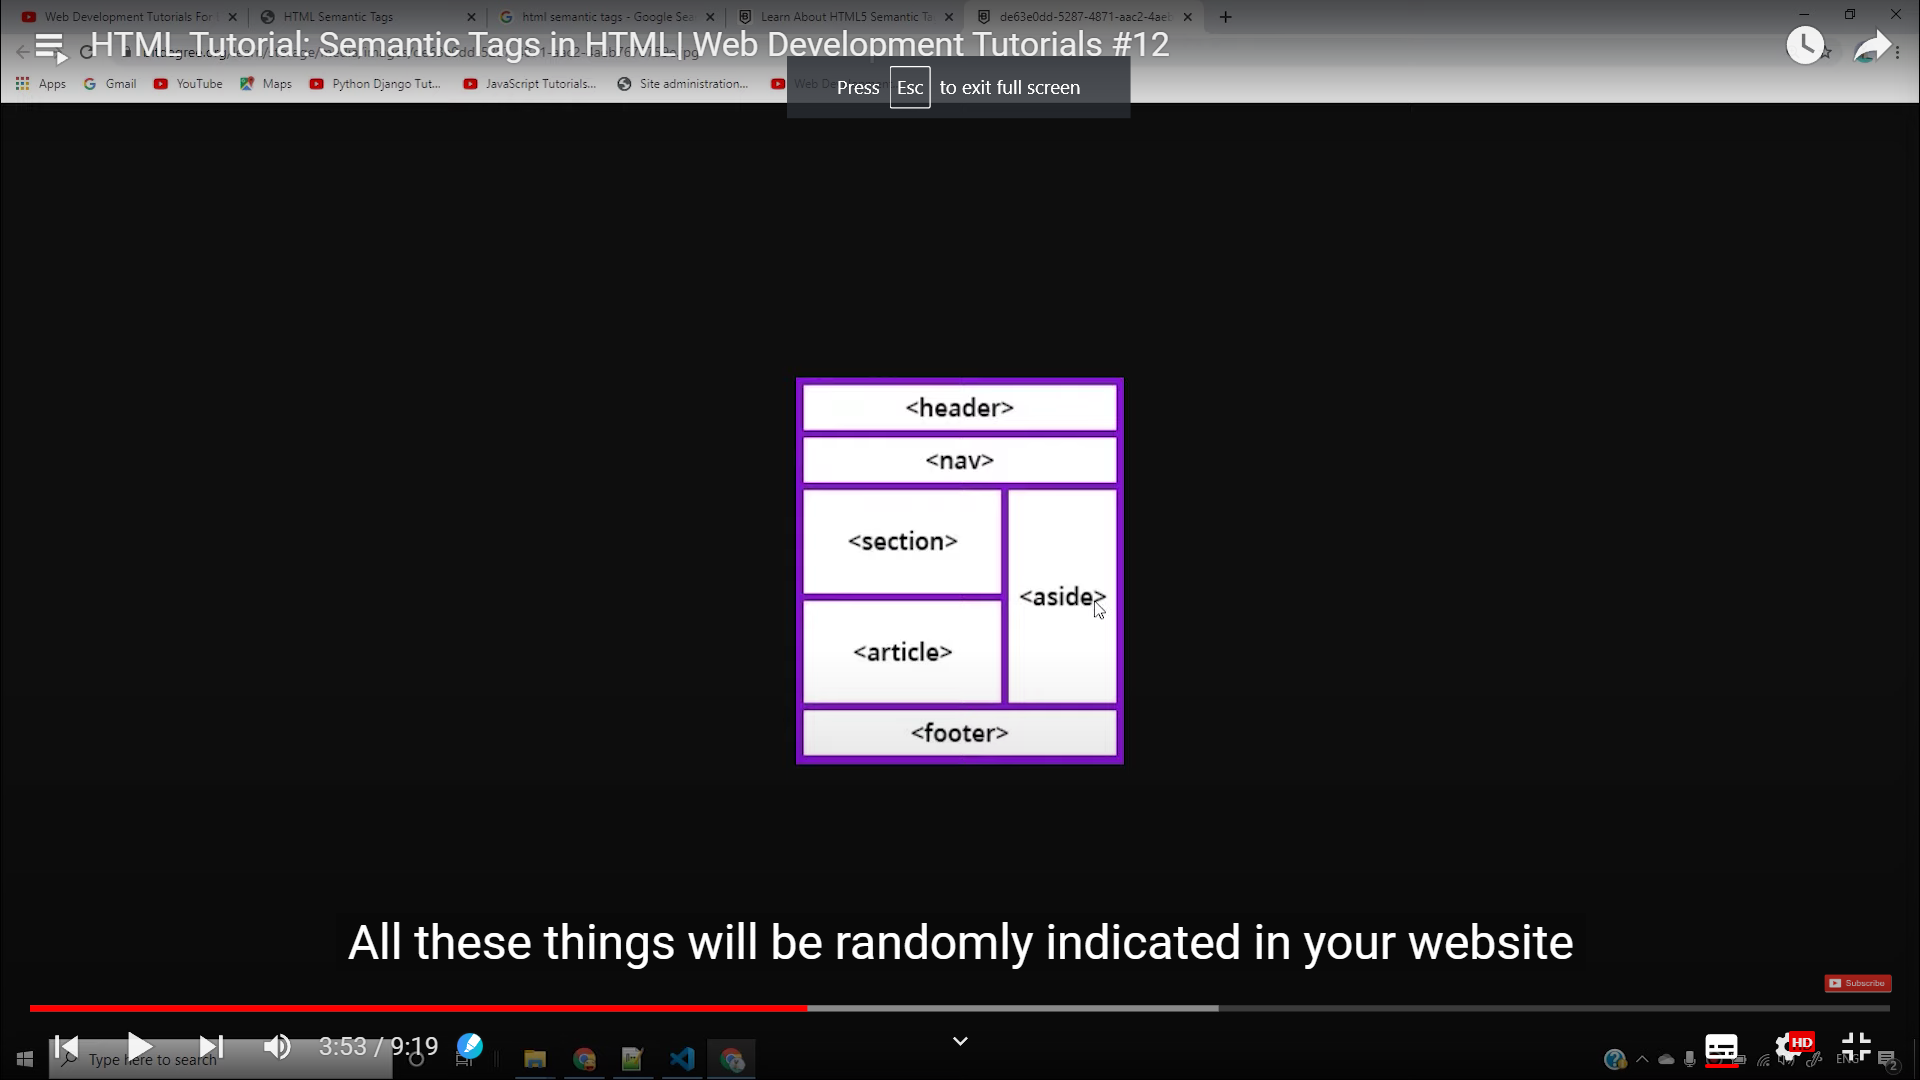 Web Development Tutorials For
HTML Semantic Tags
html semantic tags - Google Sea
Learn About HTML5 Semantic Ta
de63e0dd-5287-4871-aac2-4aeb
HTML Tutorial: Semantic Tags in HTML| Web Development Tutorials #12
Apps
Gmail
YouTube
Maps
Python Django Tut...
JavaScript Tutorials...
Site administration...
Press Esc to exit full screen
<header>
<nav>
<section>
<aside>
<article>
<footer>
All these things will be randomly indicated in your website
Subscribe
3:53 / 9:19
HD
Type here to search
ENG
2